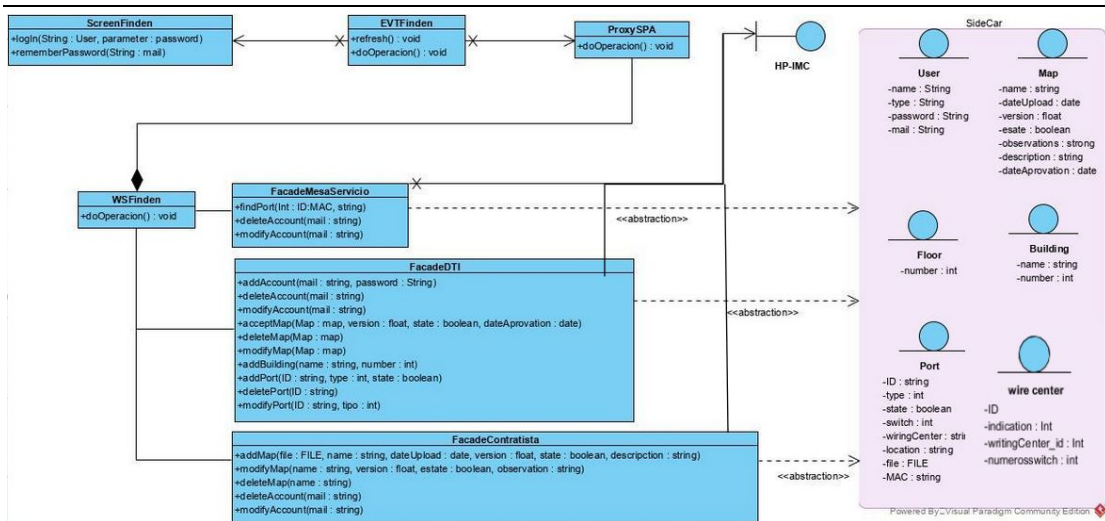 ScreenFinden
+logIn(String : User, parameter : password)
+rememberPassword(String : mail)
EVTFinden
+refresh() : void
+doOperacion() : void
ProxySPA
+doOperacion() : void
HP-IMC
WSFinden
+doOperacion() : void
FacadeMesaServicio
+findPort(Int : ID:MAC, string)
+deleteAccount(mail : string)
+modifyAccount(mail : string)
<<abstraction>>
FacadeDTI
+addAccount(mail : string, password : String)
+deleteAccount(mail : string)
+modifyAccount(mail : string)
+acceptMap(Map : map, version : float, state : boolean, dateAprovation : date)
+deleteMap(Map : map)
+modifyMap(Map : map)
+addBuilding(name : string, number : int)
+addPort(ID : string, type : int, state : boolean)
+deletePort(ID : string)
+modifyPort(ID : string, tipo : int)
<<abstraction>>
FacadeContratista
+addMap(file : FILE, name : string, dateUpload : date, version : float, state : boolean, descripction : string)
+modifyMap(name : string, version : float, estate : boolean, observation : string)
+deleteMap(name : string)
+deleteAccount(mail : string)
+modifyAccount(mail : string)
<<abstraction>>
SideCar
User
-name : String
-type : String
-password : String
-mail : String
Map
-name : string
-dateUpload : date
-version : float
-esate : boolean
-observations : strong
-description : string
-dateAprovation : date
Floor
-number : int
Building
-name : string
-number : int
Port
-ID : string
-type : int
-state : boolean
-switch : int
-wiringCenter : stri
-location : string
-file : FILE
-MAC : string
wire center
-ID
-indication : Int
-writingCenter_id : Int
-numerosswitch : int
Powered By Visual Paradigm Community Edition